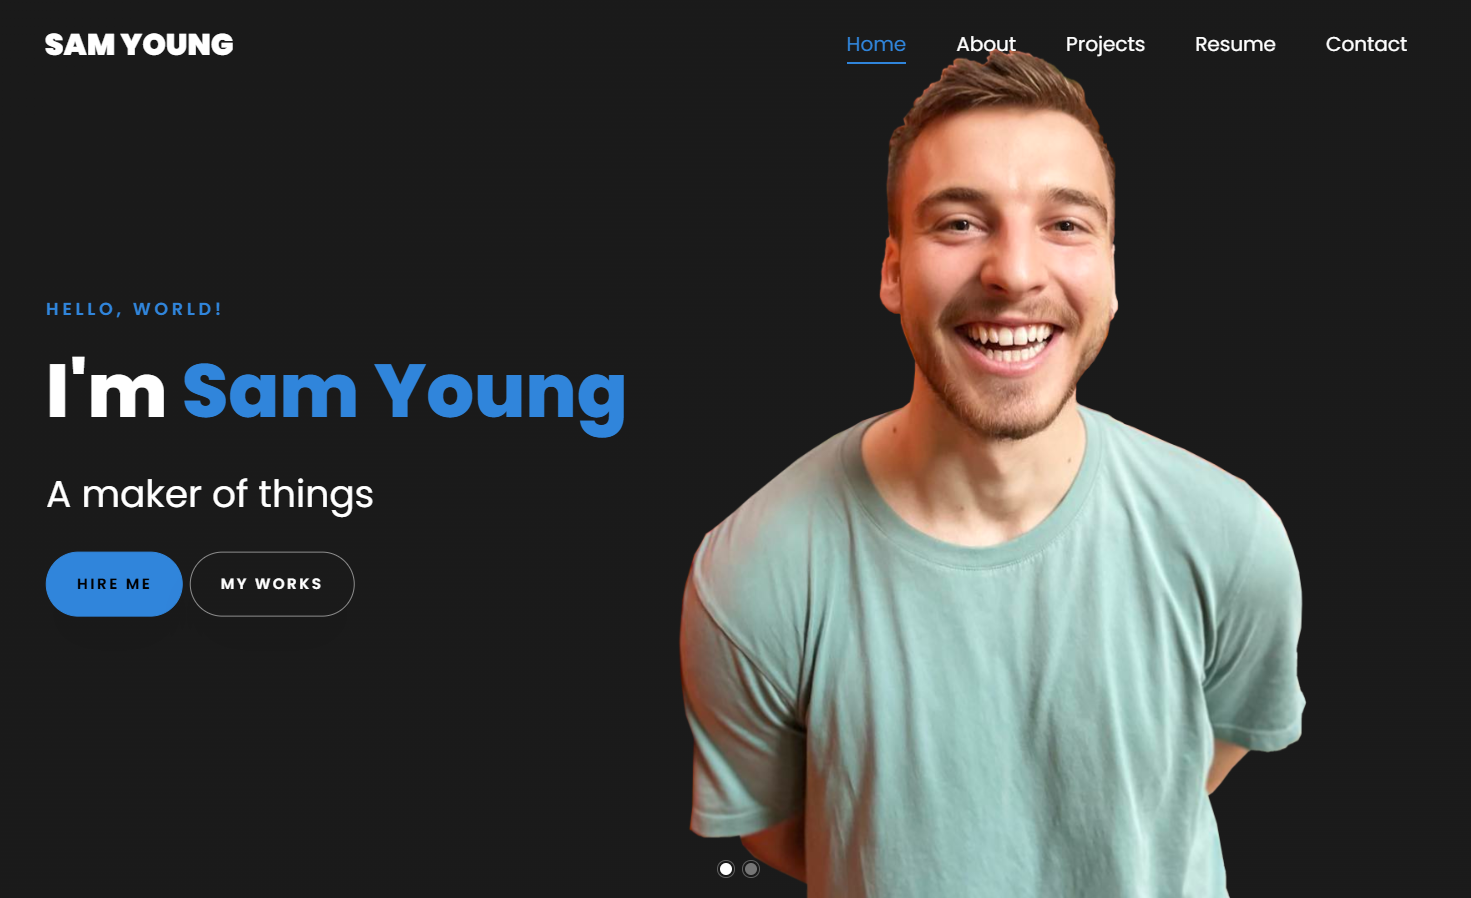 SAM YOUNG
Home About Projects Resume Contact
HELLO, WORLD!
I'm Sam Young
A maker of things
HIRE ME
MY WORKS